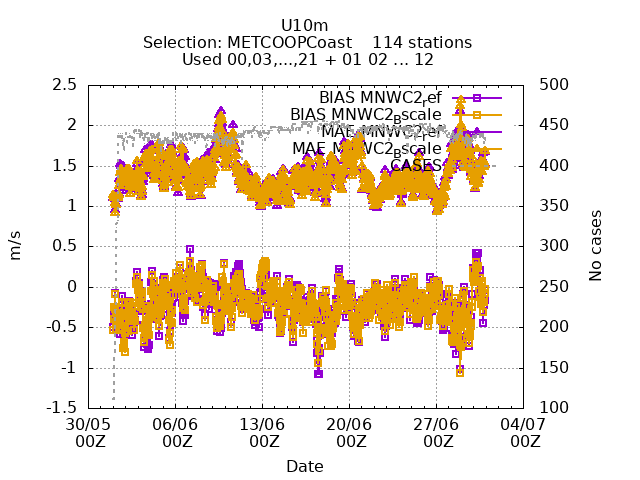 U10m
Selection: METCOOPCoast 114 stations
Used 00,03,...,21 + 01 02 ... 12
2.5
2
1.5
1
0.5
0
-0.5
-1
-1.5
m/s
500
450
400
350
300
250
200
150
100
No cases
BIAS MNWC2_ref
BIAS MNWC2_Bscale
MAE MNWC2_ref
MAE MNWC2_Bscale
CASES
30/05 06/06 13/06 20/06 27/06 04/07
00Z 00Z 00Z 00Z 00Z 00Z
Date